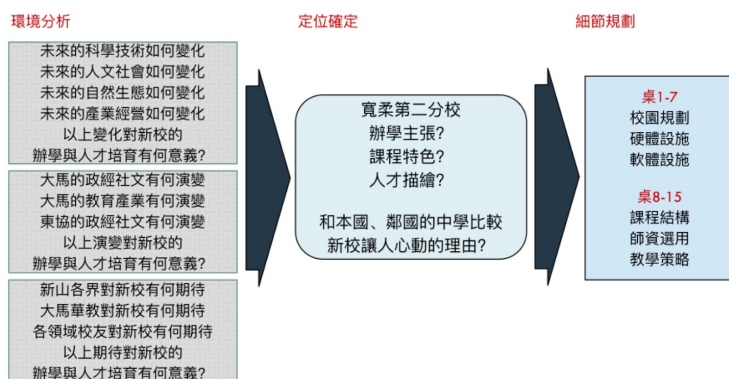 環境分析
未來的科學技術如何變化
未來的人文社會如何變化
未來的自然生態如何變化
未來的產業經營如何變化
以上變化對新校的
辦學與人才培育有何意義?
大馬的政經社文有何演變
大馬的教育產業有何演變
東協的政經社文有何演變
以上演變對新校的
辦學與人才培育有何意義?
新山各界對新校有何期待
大馬華教對新校有何期待
各領域校友對新校有何期待
以上期待對新校的
辦學與人才培育有何意義?
定位確定
寬柔第二分校
辦學主張?
課程特色?
人才描繪?
和本國、鄰國的中學比較
新校讓人心動的理由?
細節規劃
桌1-7
校園規劃
硬體設施
軟體設施
桌8-15
課程結構
師資選用
教學策略